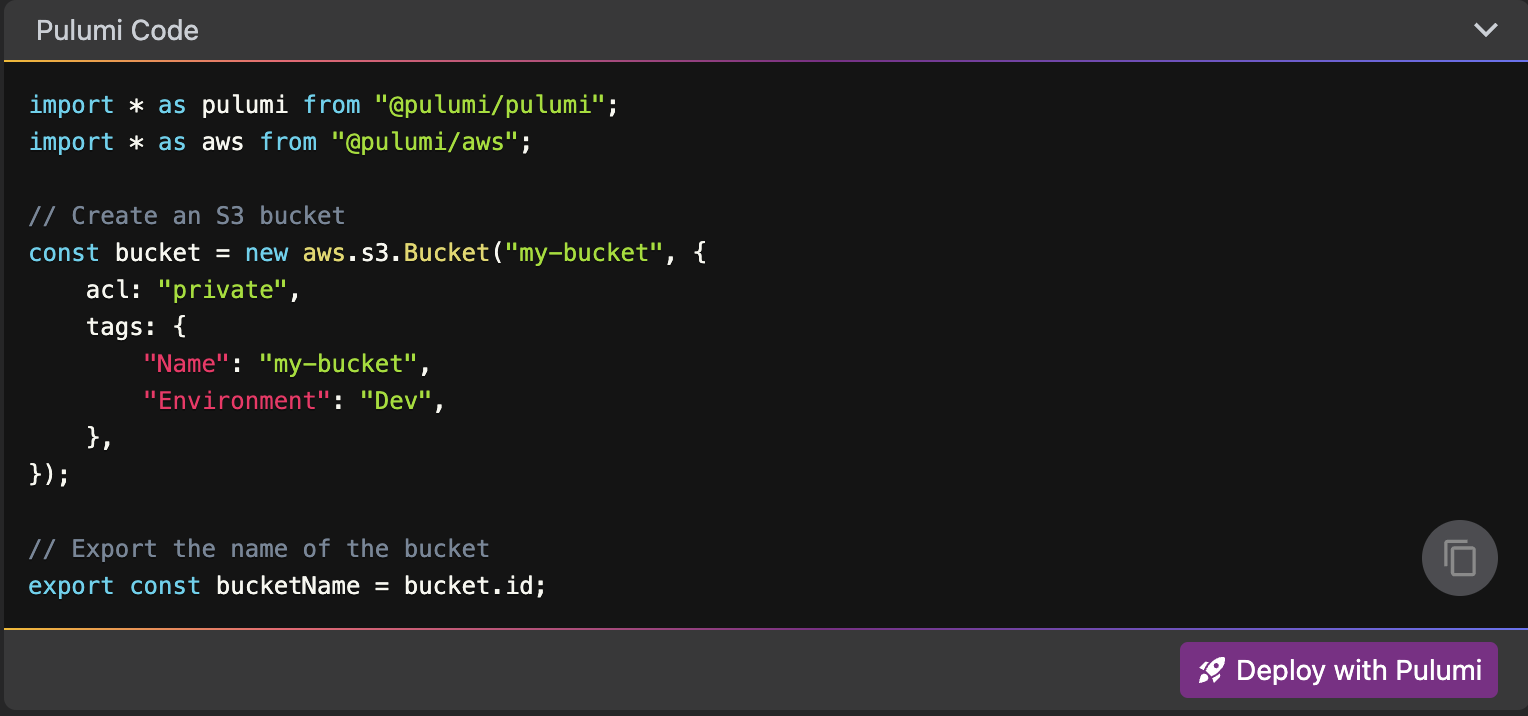 Pulumi Code
import * as pulumi from "@pulumi/pulumi";
import * as aws from "@pulumi/aws";
// Create an S3 bucket
const bucket = new aws.s3.Bucket("my-bucket", {
    acl: "private",
    tags: {
        "Name": "my-bucket",
        "Environment": "Dev",
    },
});
// Export the name of the bucket
export const bucketName = bucket.id;
Deploy with Pulumi